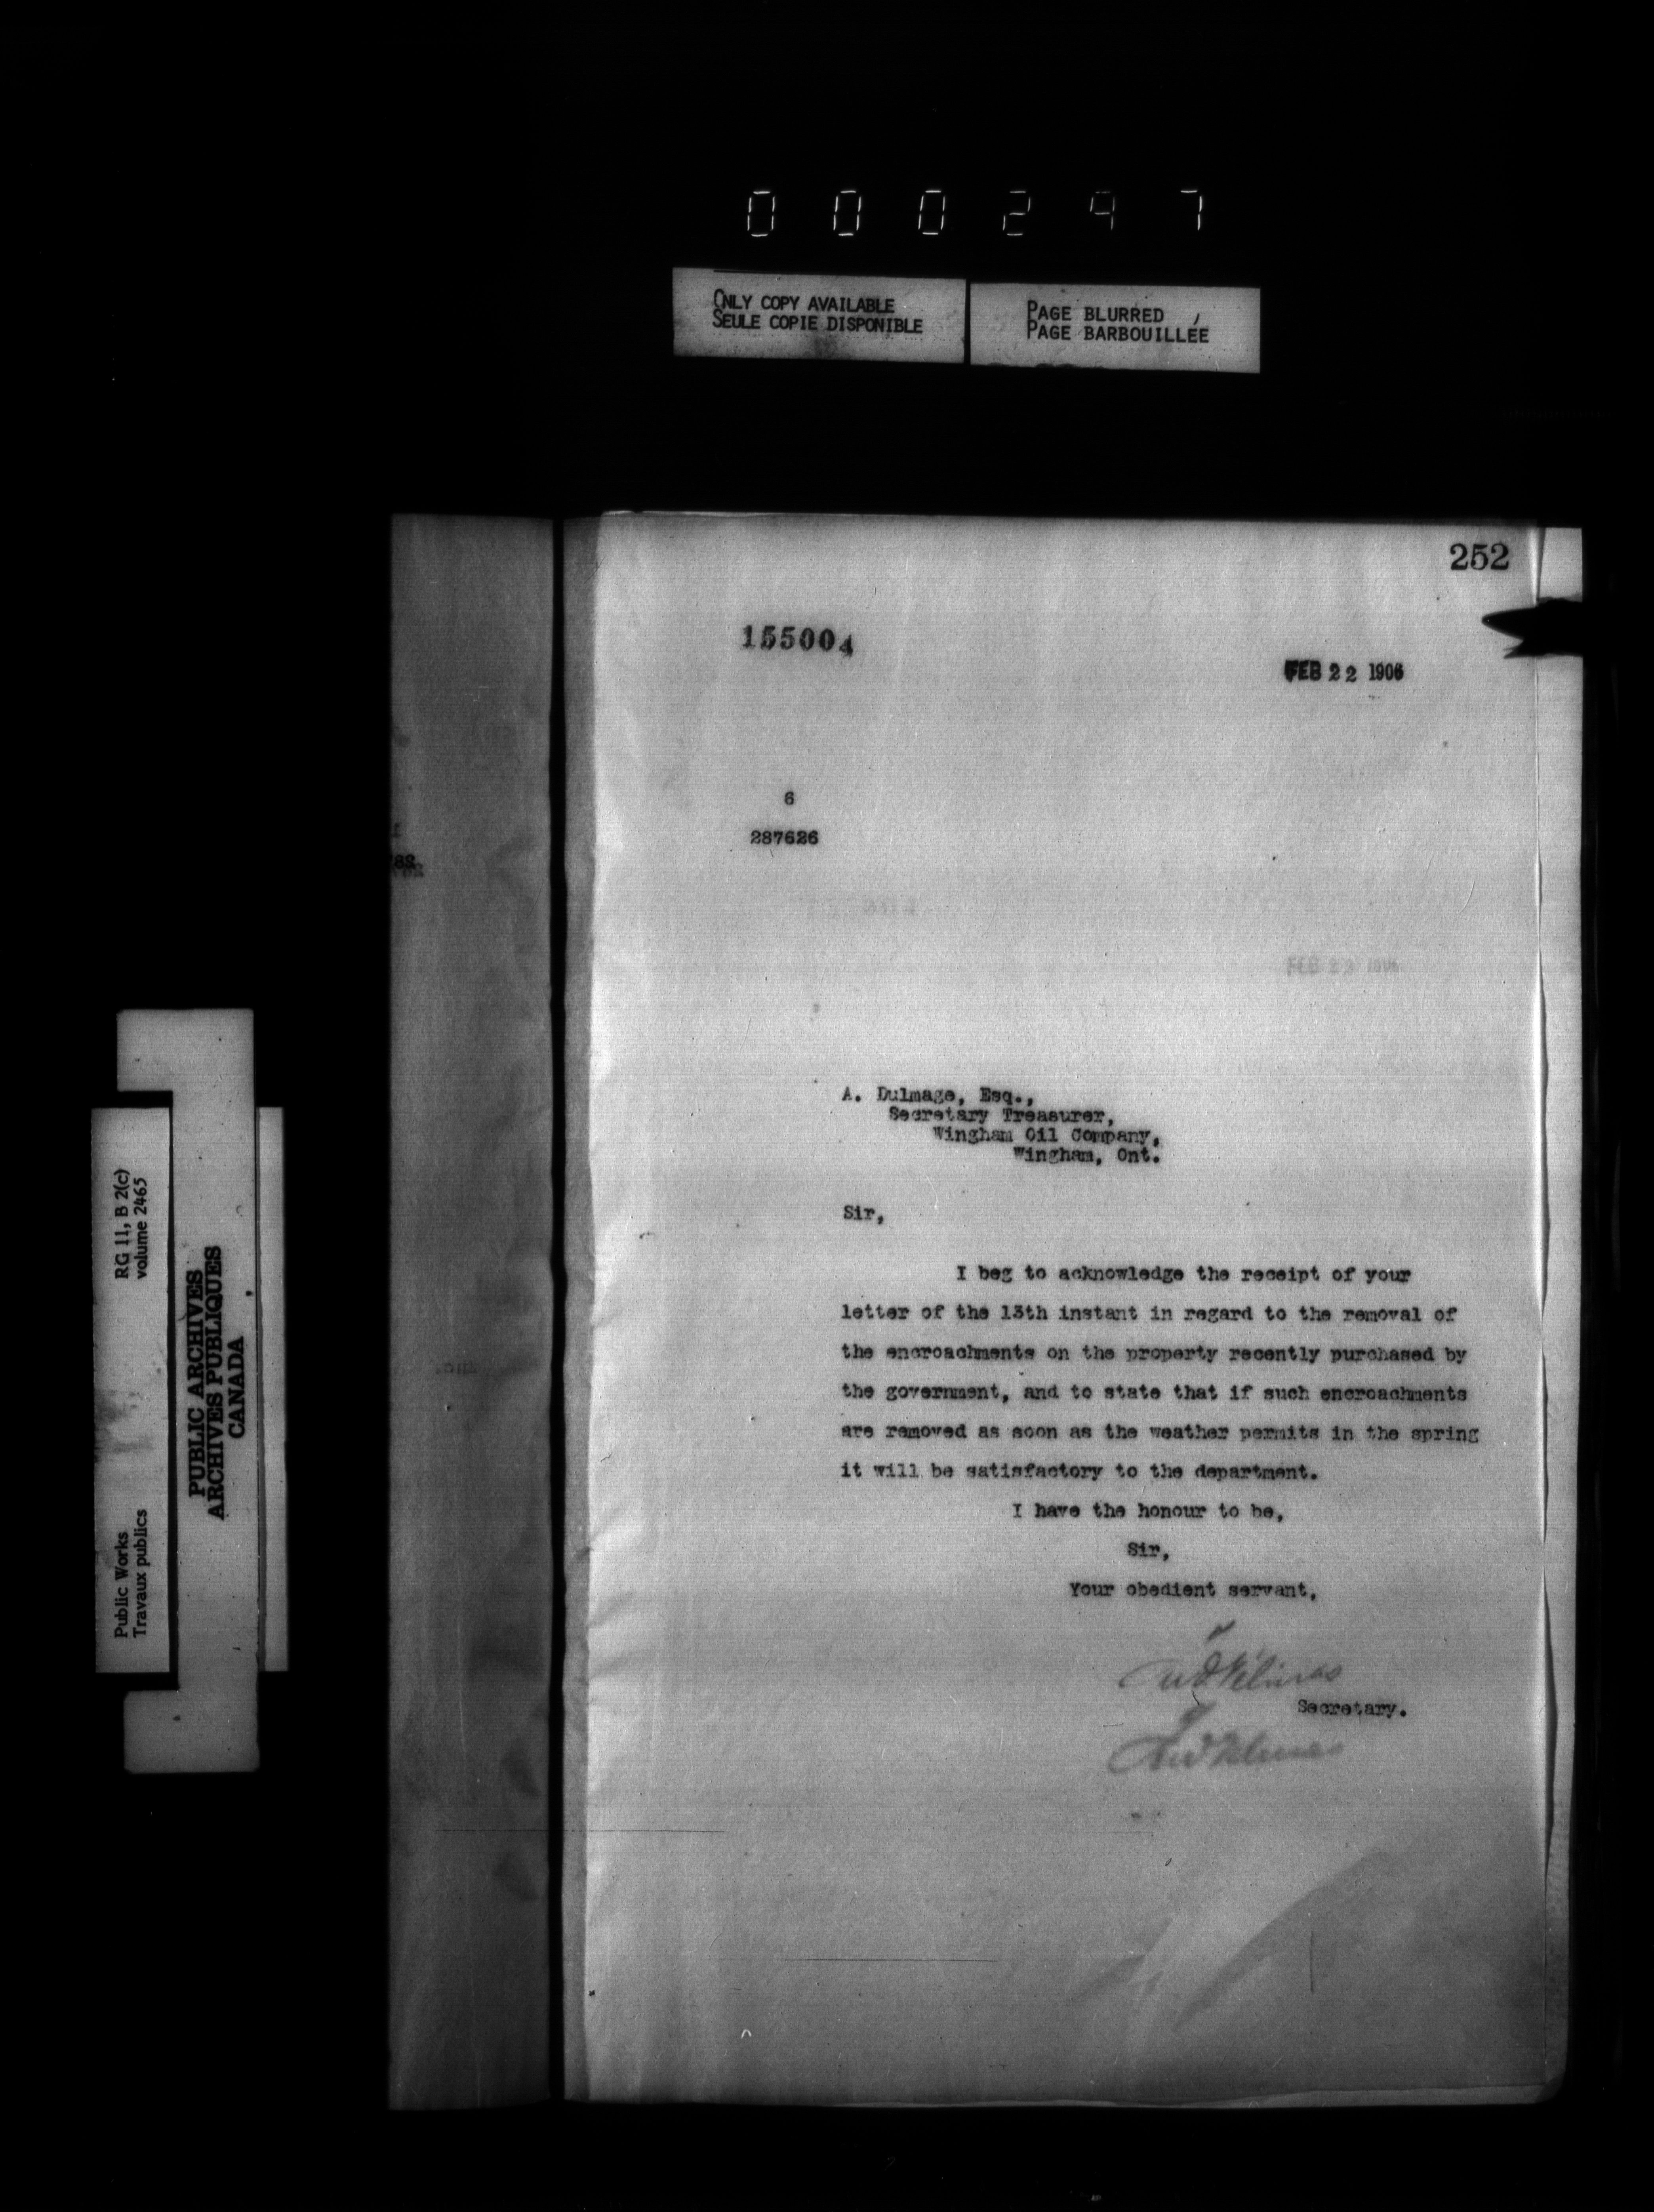 000297
ONLY COPY AVAILABLE
SEULE COPIE DISPONIBLE
PAGE BLURRED
PAGE BARBOUILLÉE
252
155004
FEB 22 1906
6
287626
FEB 22 1906
A. Dulmage, Esq.,
Secretary Treasurer,
Wingham Oil Company,
Wingham, Ont.
Sir,
I beg to acknowledge the receipt of your
letter of the 13th instant in regard to the removal of
the encroachments on the property recently purchased by
the government, and to state that if such encroachments
are removed as soon as the weather permits in the spring
it will be satisfactory to the department.
I have the honour to be,
Sir,
Your obedient servant,
Secretary.
RG 11, B 2(c)
volume 2465
Public Works
Travaux publics
PUBLIC ARCHIVES
ARCHIVES PUBLIQUES
CANADA